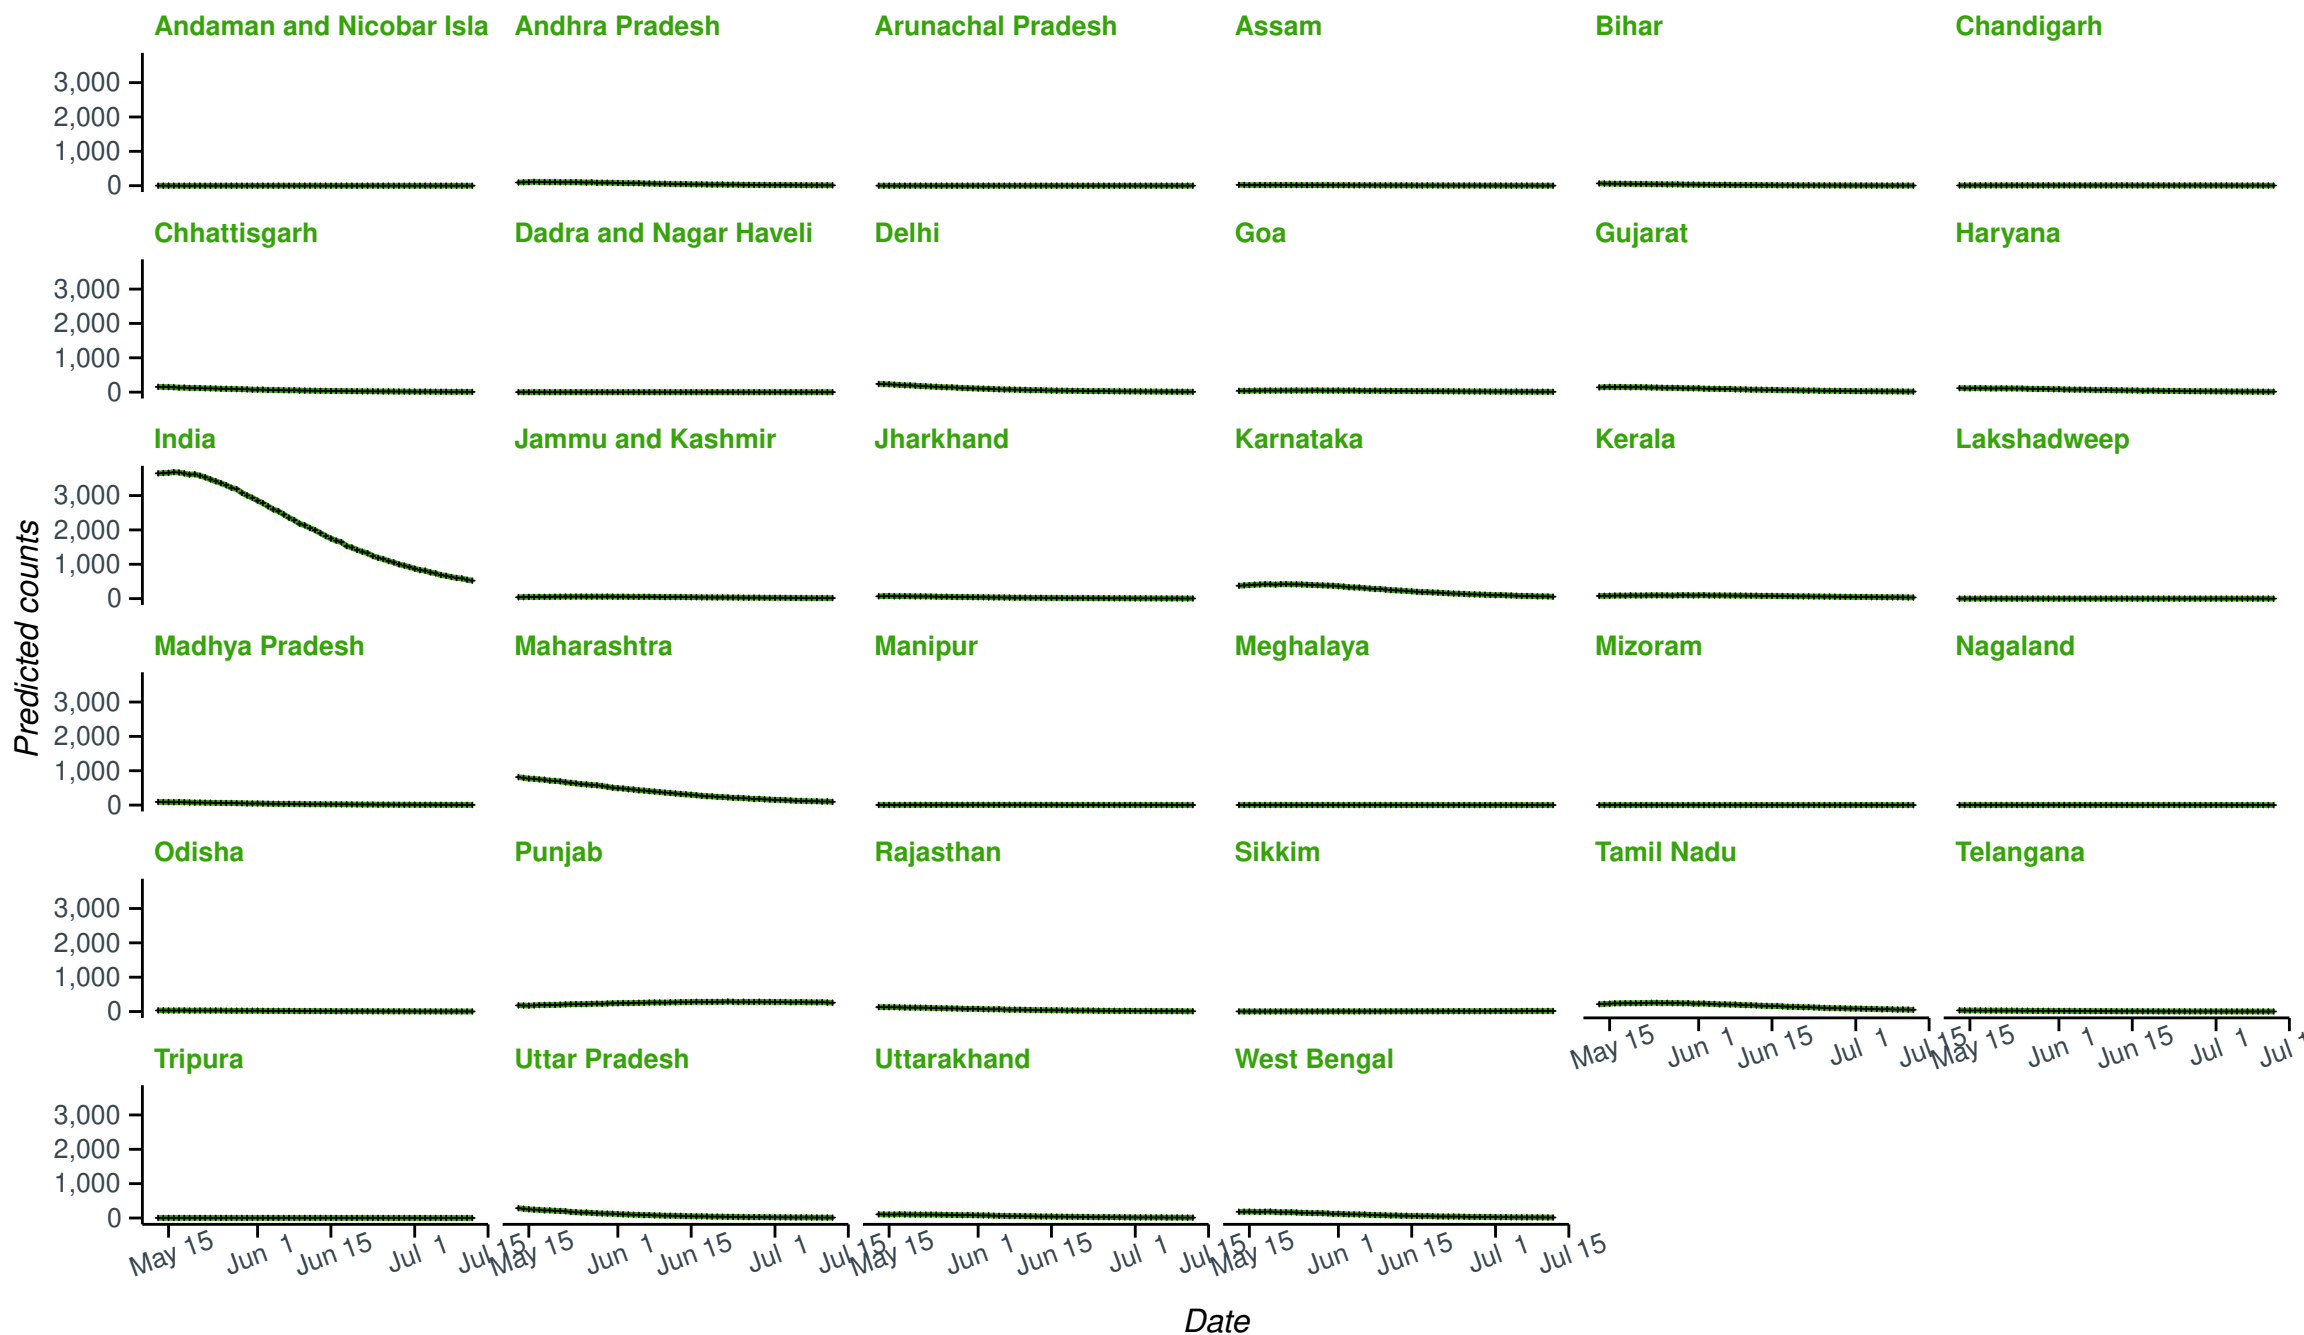 Andaman and Nicobar Isla Andhra Pradesh Arunachal Pradesh Assam Bihar Chandigarh
3,000
2,000
1,000
0
Chhattisgarh Dadra and Nagar Haveli Delhi Goa Gujarat Haryana
3,000
2,000
1,000
0
India Jammu and Kashmir Jharkhand Karnataka Kerala Lakshadweep
3,000
2,000
1,000
0
Predicted counts
Madhya Pradesh Maharashtra Manipur Meghalaya Mizoram Nagaland
3,000
2,000
1,000
0
Odisha Punjab Rajasthan Sikkim Tamil Nadu Telangana
3,000
2,000
1,000
0
May 15 Jun 1 Jun 15 Jul 1 Jul 15 May 15 Jun 1 Jun 15 Jul 1 Jul 1
Tripura Uttar Pradesh Uttarakhand West Bengal
3,000
2,000
1,000
0
May 15 Jun 1 Jun 15 Jul 1 Jul 15 May 15 Jun 1 Jun 15 Jul 1 Jul 15 May 15 Jun 1 Jun 15 Jul 1 Jul 15 May 15 Jun 1 Jun 15 Jul 1 Jul 15
Date